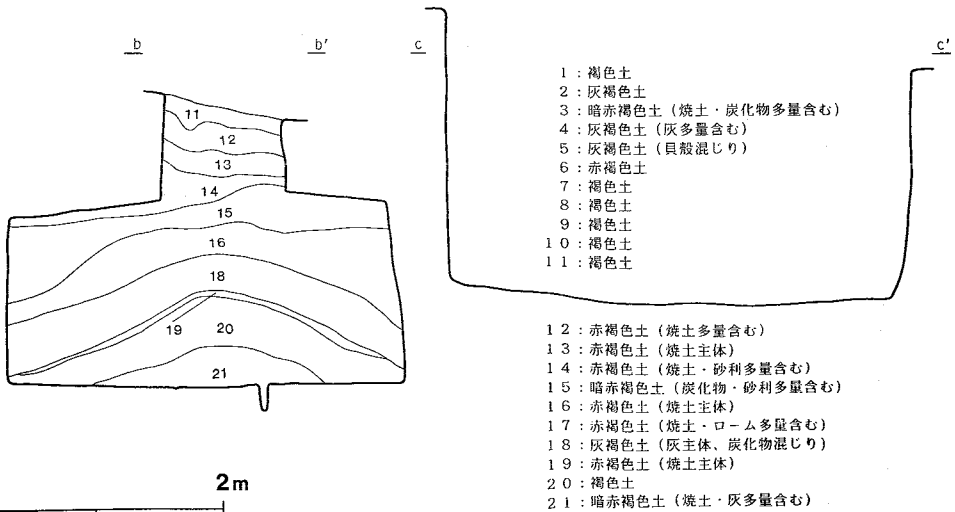 b
b'
c
c'
1：褐色土
2：灰褐色土
3：暗赤褐色土（焼土・炭化物多量含む）
4：灰褐色土（灰多量含む）
5：灰褐色土（貝殻混じり）
6：赤褐色土
7：褐色土
8：褐色土
9：褐色土
10：褐色土
11：褐色土
12：赤褐色土（焼土多量含む）
13：赤褐色土（焼土主体）
14：赤褐色土（焼土・砂利多量含む）
15：暗赤褐色土（炭化物・砂利多量含む）
16：赤褐色土（焼土主体）
17：赤褐色土（焼土・ローム多量含む）
18：灰褐色土（灰主体、炭化物混じり）
19：赤褐色土（焼土主体）
20：褐色土
21：暗赤褐色土（焼土・灰多量含む）
11
12
13
14
15
16
18
19
20
21
2m